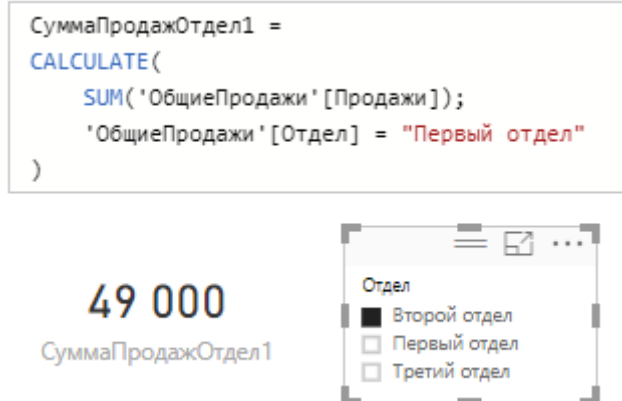 СуммаПродажОтдел1 =
CALCULATE(
    SUM('ОбщиеПродажи'[Продажи]);
    'ОбщиеПродажи'[Отдел] = "Первый отдел"
)
49 000
СуммаПродажОтдел1
Отдел
Второй отдел
Первый отдел
Третий отдел